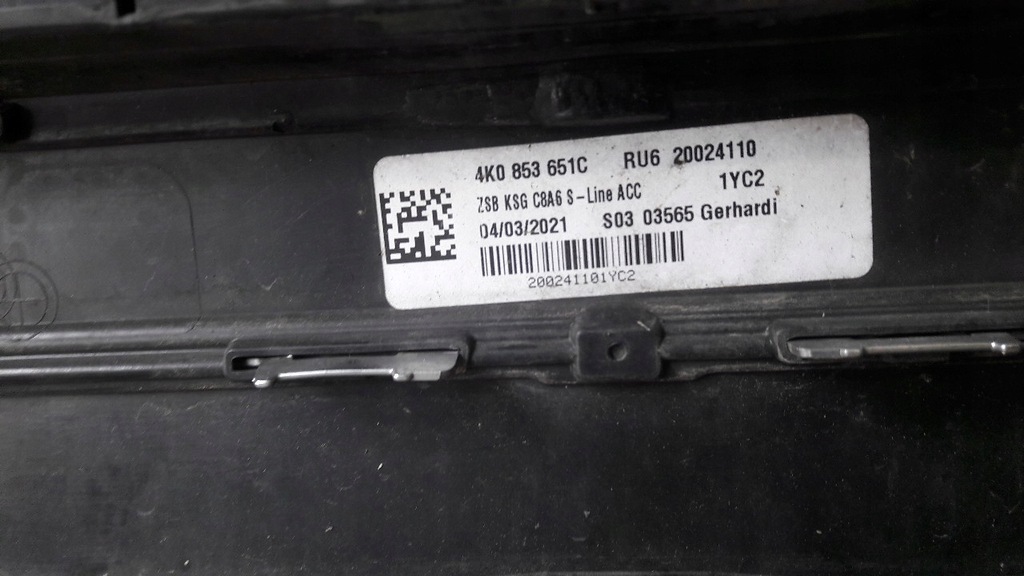 4K0 853 651C RU6 20024110
ZSB KSG C8A6 S-Line ACC 1YC2
04/03/2021 S03 03565 Gerhardi
200241101YC2